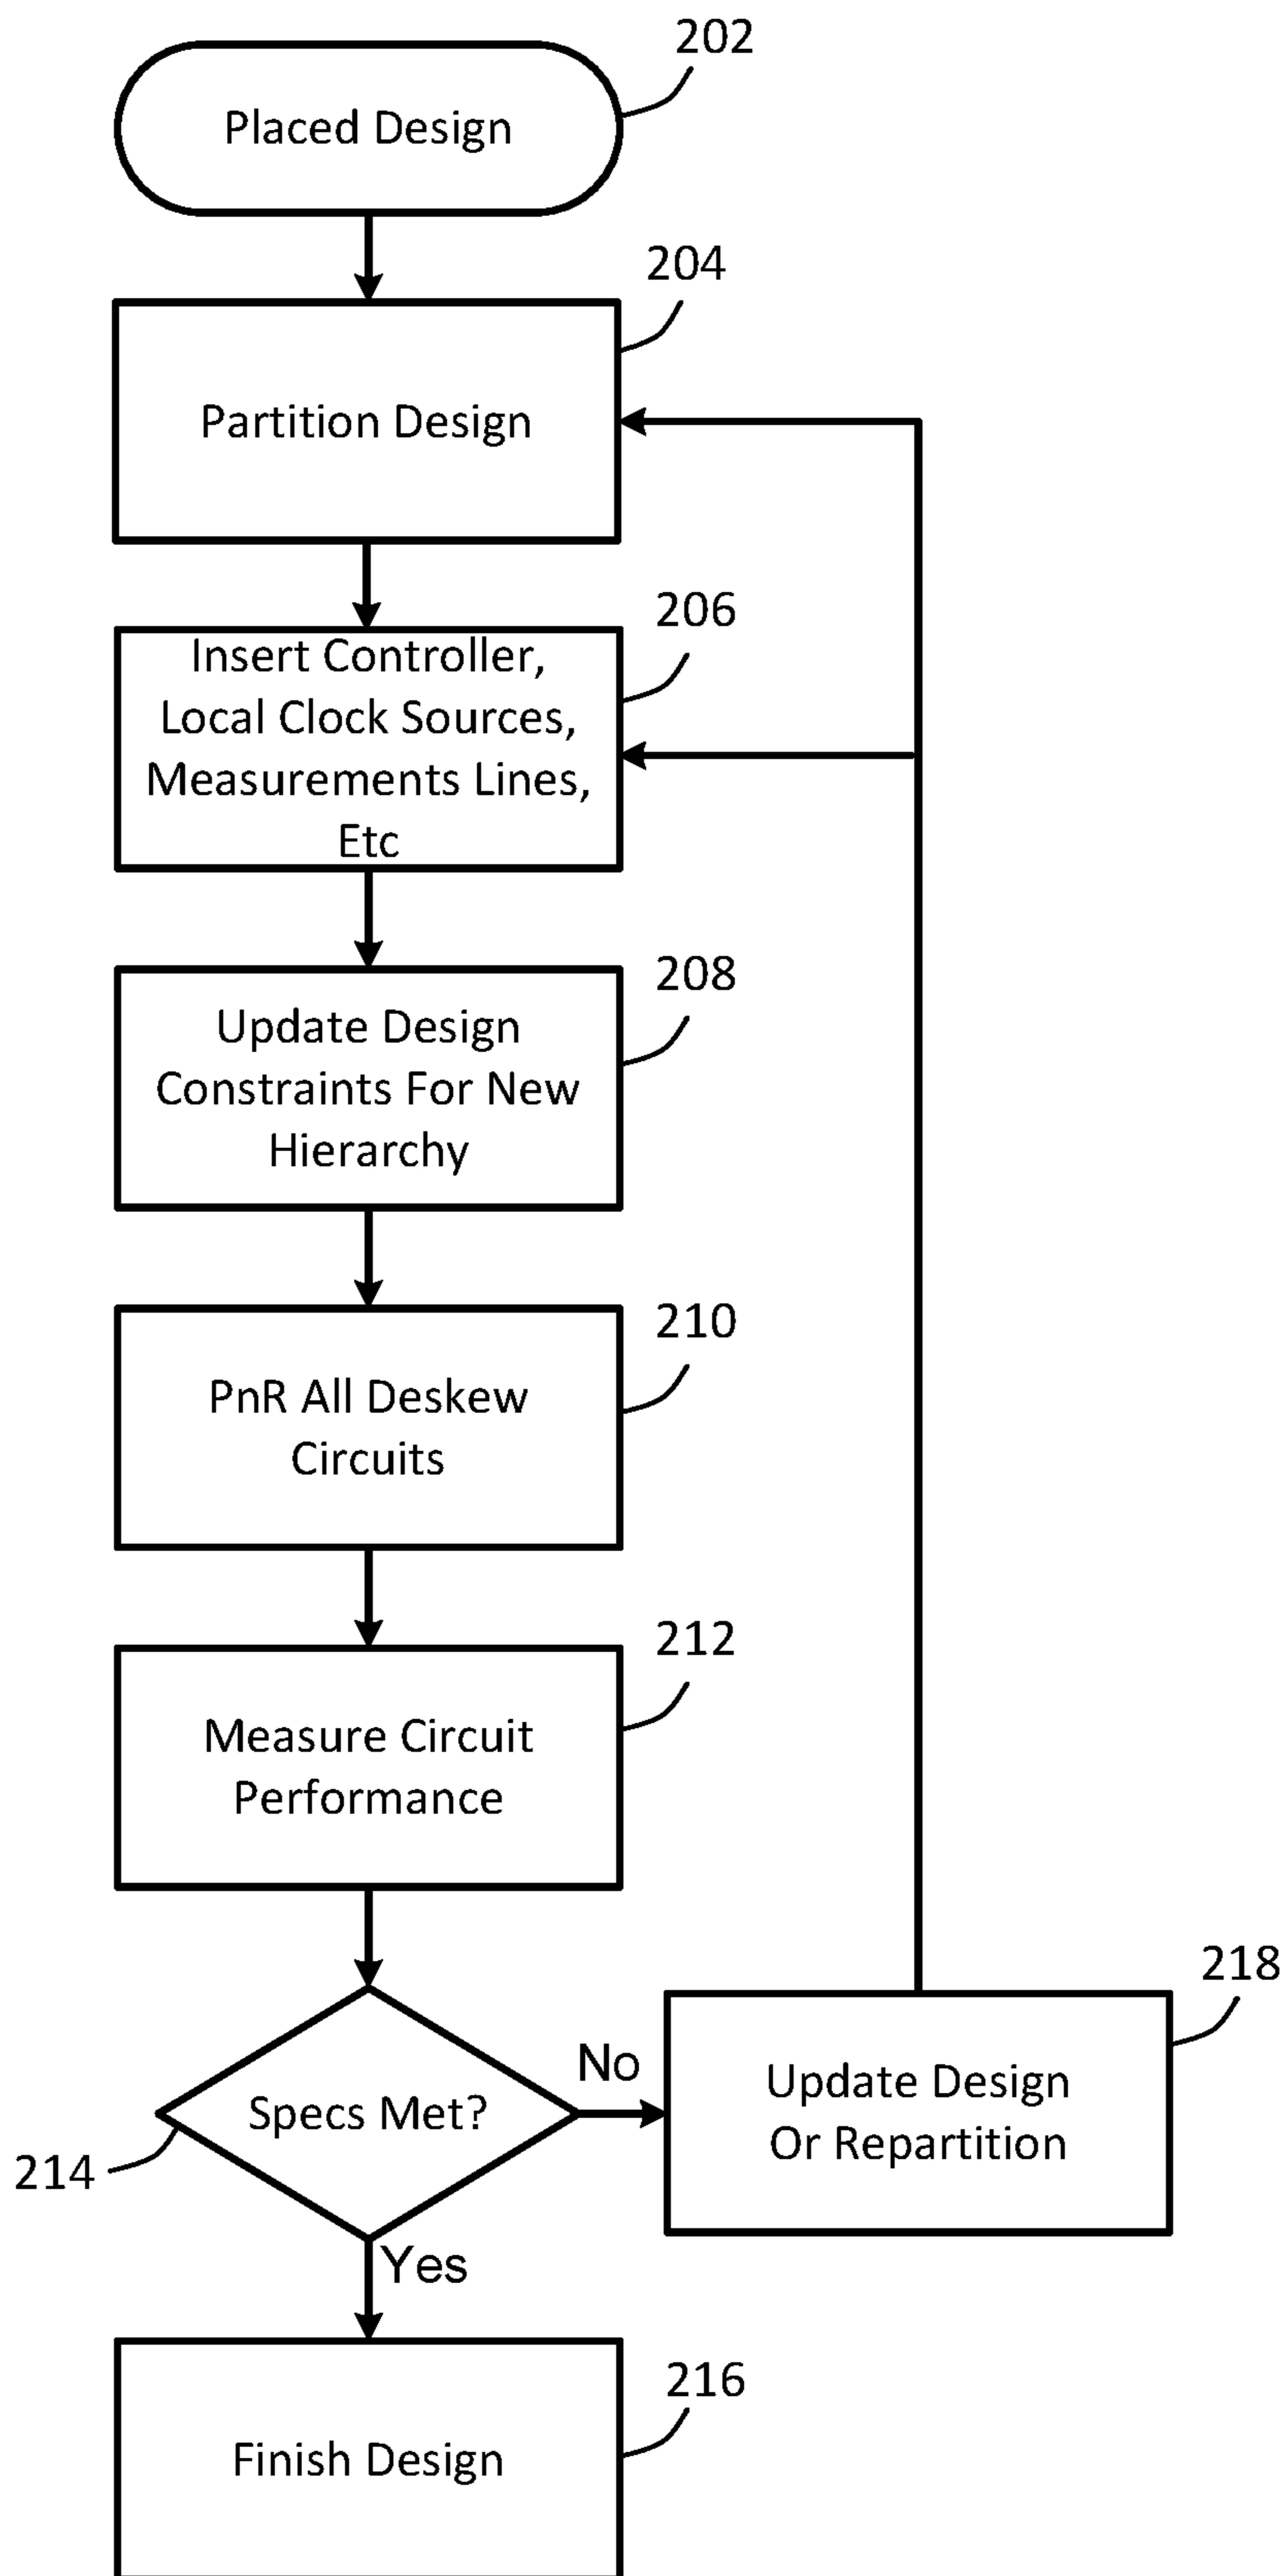 202
Placed Design
204
Partition Design
206
Insert Controller,
Local Clock Sources,
Measurements Lines,
Etc
208
Update Design
Constraints For New
Hierarchy
210
PnR All Deskew
Circuits
212
Measure Circuit
Performance
214
Specs Met?
No
218
Update Design
Or Repartition
Yes
216
Finish Design